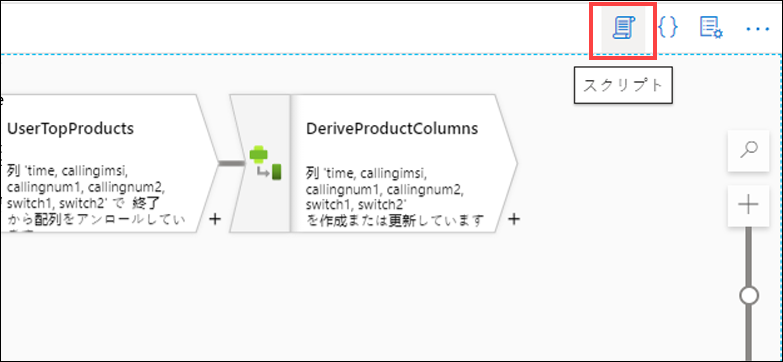 スクリプト
UserTopProducts
列 'time, callingimsi,
callingnum1, callingnum2,
switch1, switch2' で 終了
から配列をアンロールしてい
+
DeriveProductColumns
列 'time, callingimsi,
callingnum1, callingnum2,
switch1, switch2'
を作成または更新しています
+